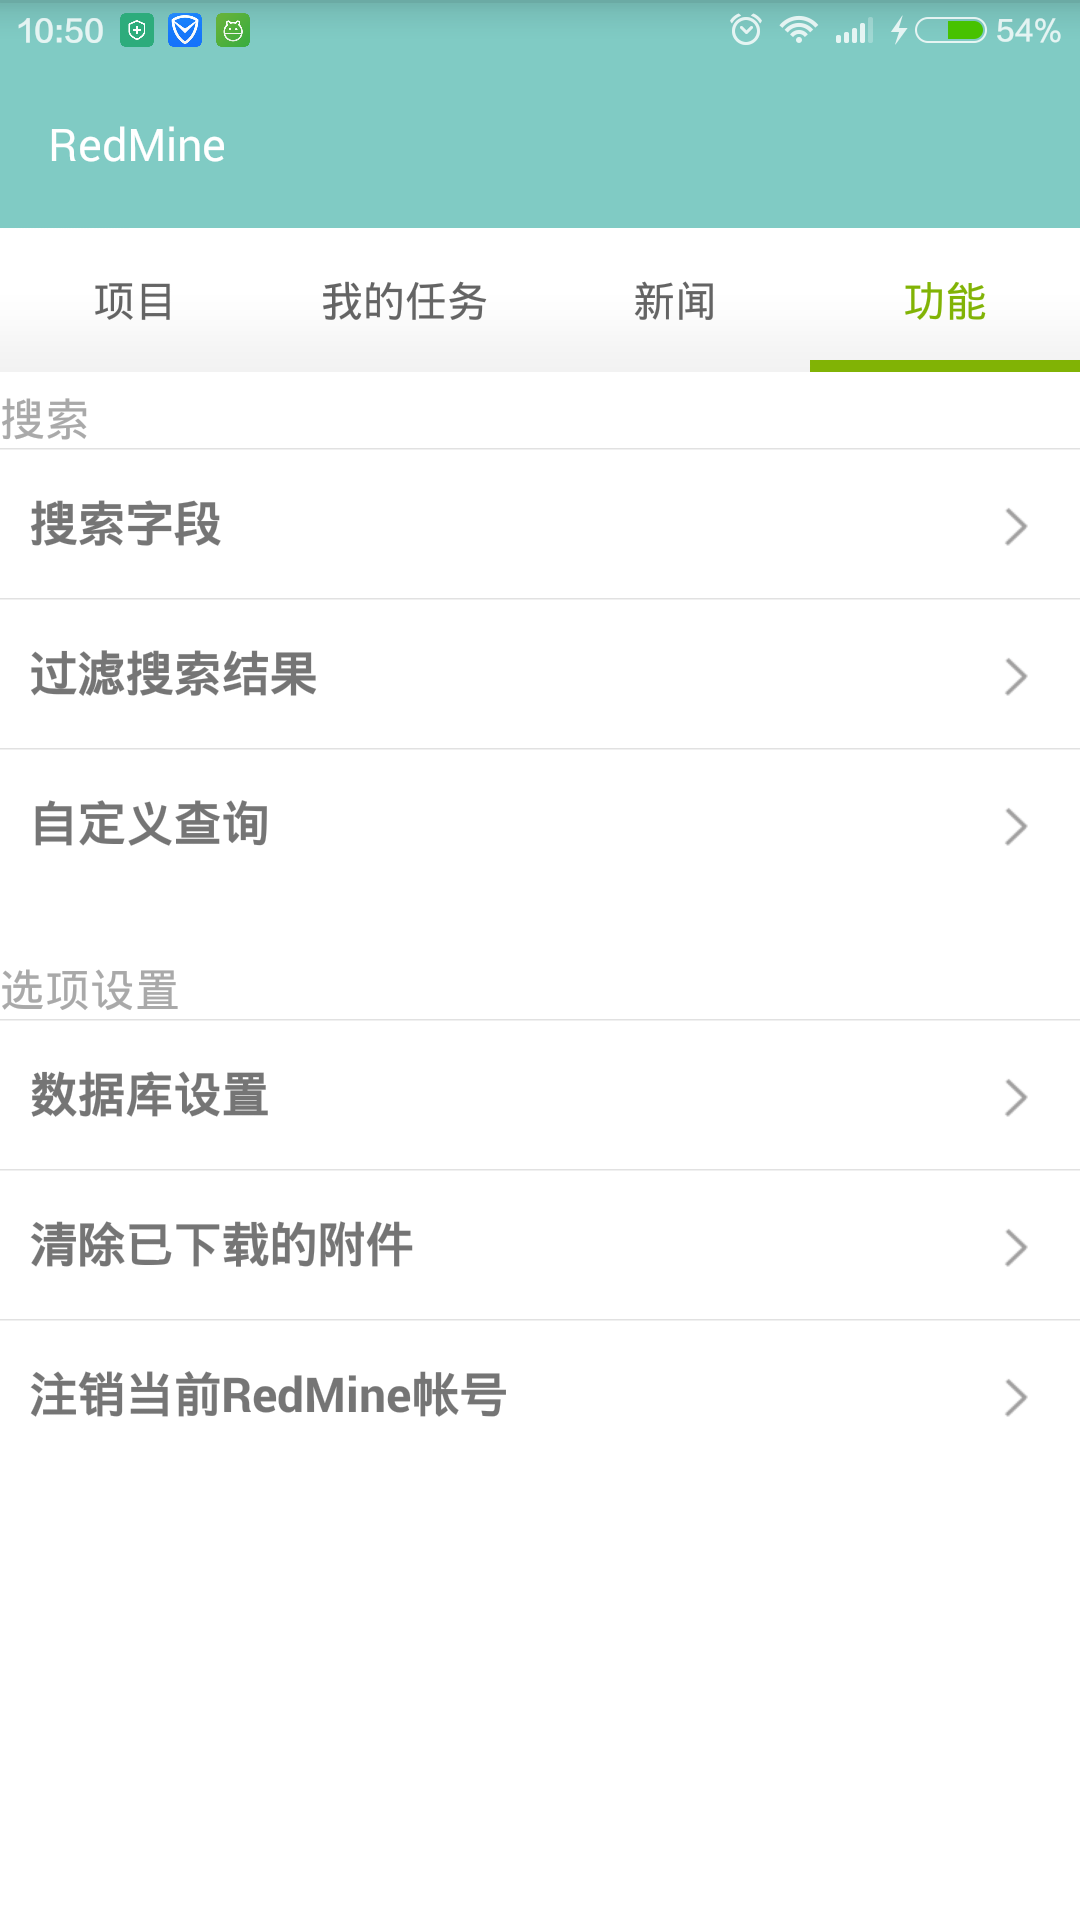 10:50 54%
RedMine
项目 我的任务 新闻 功能
搜索
搜索字段
过滤搜索结果
自定义查询
选项设置
数据库设置
清除已下载的附件
注销当前RedMine帐号